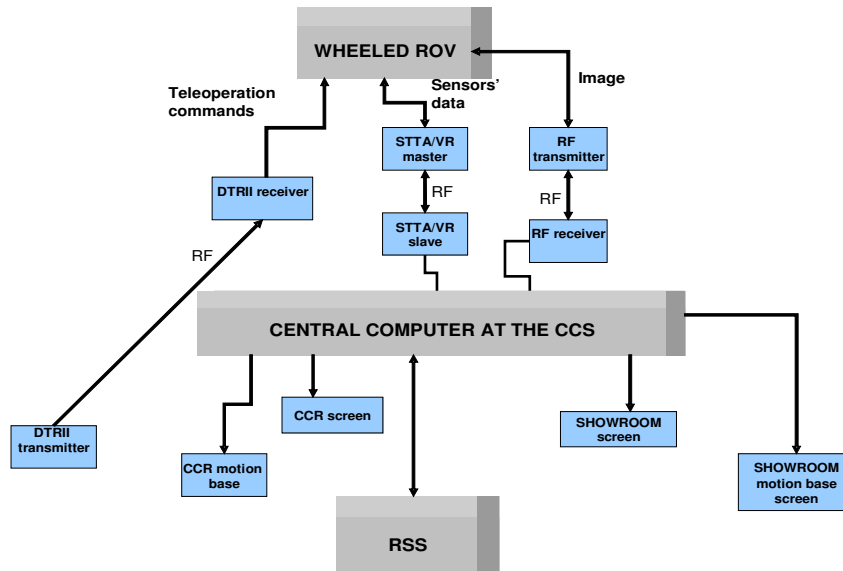 WHEELED ROV
Teleoperation
commands
Sensors'
data
Image
STTA/VR
master
RF
transmitter
DTRII receiver
RF
RF
STTA/VR
slave
RF receiver
RF
CENTRAL COMPUTER AT THE CCS
CCR screen
SHOWROOM
screen
DTRII
transmitter
CCR motion
base
SHOWROOM
motion base
screen
RSS